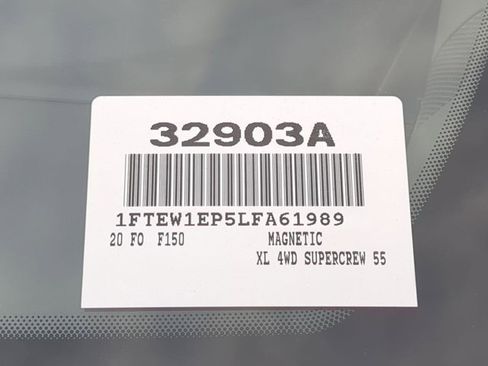 32903A
1FTEW1EP5LFA61989
20 FO F150 MAGNETIC
XL 4WD SUPERCREW 55